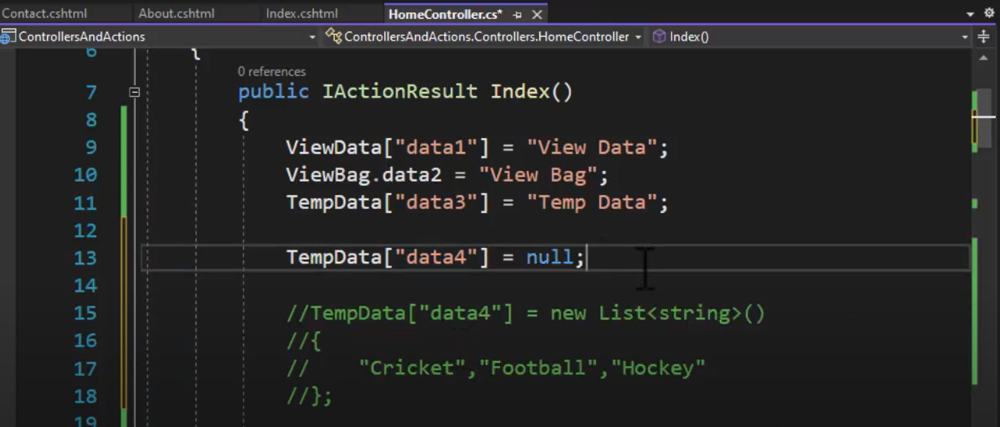 Contact.cshtml About.cshtml Index.cshtml HomeController.cs*
ControllersAndActions ControllersAndActions.Controllers.HomeController Index()
6 {
0 references
7 public IActionResult Index()
8 {
9 ViewData["data1"] = "View Data";
10 ViewBag.data2 = "View Bag";
11 TempData["data3"] = "Temp Data";
12
13 TempData["data4"] = null;
14
15 //TempData["data4"] = new List<string>()
16 //{
17 // "Cricket","Football","Hockey"
18 //};
19